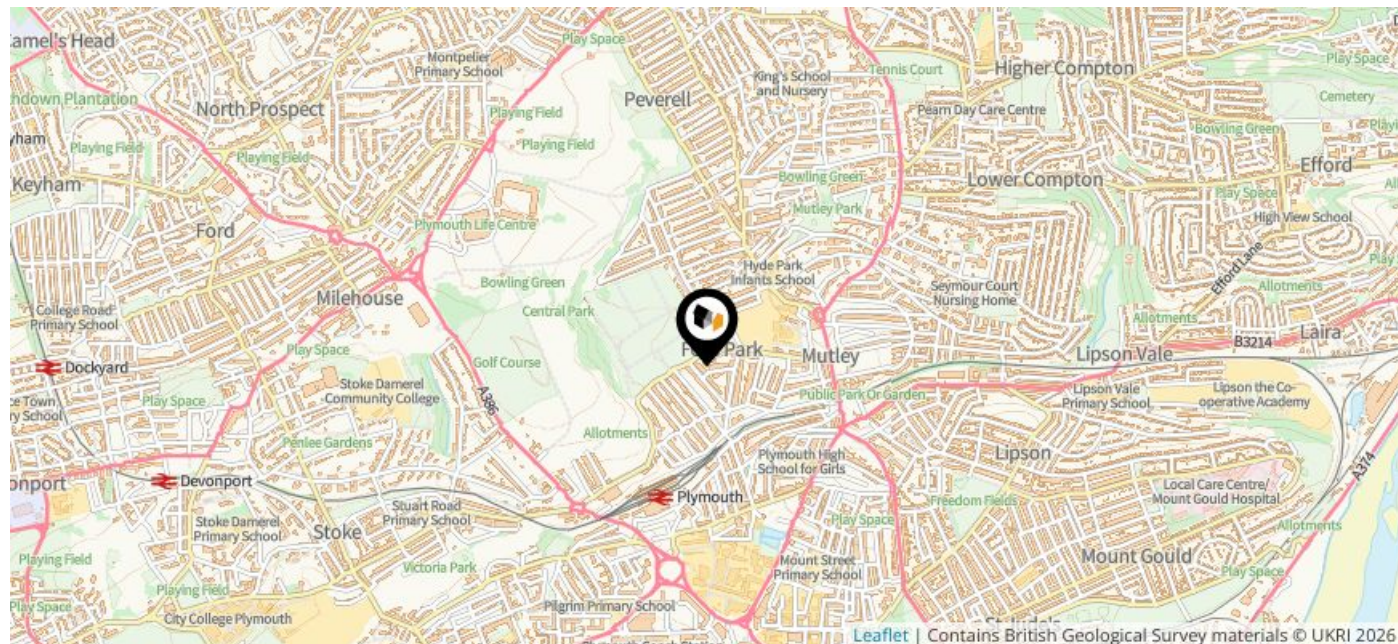 Camel's Head
Play Space
Montpelier
Primary School
King's School
and Nursery
Tennis Court
Higher Compton
Play Space
North Prospect
Peverell
Pearn Day Care Centre
Cemetery
Playing Field
Playing Field
Bowling Green
Playing Field
Playing Field
Playing Field
Efford
Keyham
Bowling Green
Lower Compton
Play Space
Mutley Park
High View School
Ford
Plymouth Life Centre
Efford Lane
Hyde Park
Infants School
Seymour Court
Nursing Home
Bowling Green
Allotments
Milehouse
Central Park
College Road
Primary School
Allotments
Laira
B3214
Play Space
Park
Mutley
Lipson Vale
Dockyard
Golf Course
Stoke Damerel
Community College
A386
Public Park Or Garden
Lipson Vale
Primary School
Lipson the Co-
operative Academy
Play Space
Allotments
Penlee Gardens
Plymouth High
School for Girls
Lipson
A374
Devonport
Plymouth
Local Care Centre/
Mount Gould Hospital
Stuart Road
Primary School
Freedom Fields
Stoke Damerel
Primary School
Stoke
Play Space
Allotments
Playing Field
Victoria Park
Mount Street
Primary School
Mount Gould
Play Space
Playing Field
Play Space
Pilgrim Primary School
City College Plymouth
Leaflet | Contains British Geological Survey materials © UKRI 2026